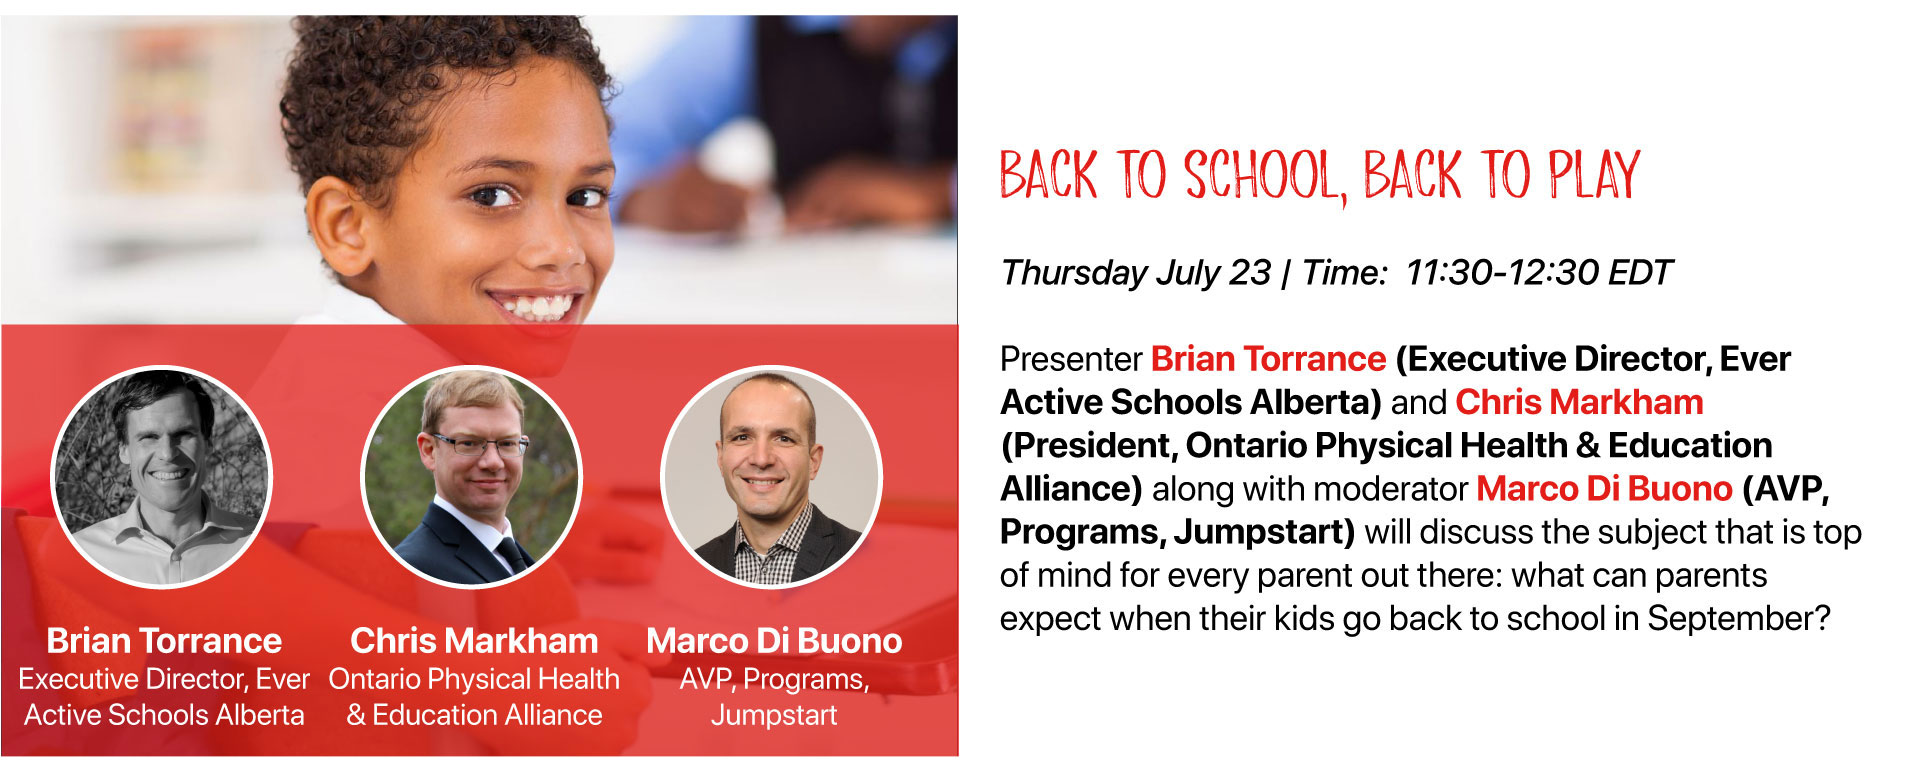 BACK TO SCHOOL, BACK TO PLAY
Thursday July 23 | Time: 11:30-12:30 EDT
Presenter Brian Torrance (Executive Director, Ever
Active Schools Alberta) and Chris Markham
(President, Ontario Physical Health & Education
Alliance) along with moderator Marco Di Buono (AVP,
Programs, Jumpstart) will discuss the subject that is top
of mind for every parent out there: what can parents
expect when their kids go back to school in September?
Brian Torrance
Executive Director, Ever
Active Schools Alberta
Chris Markham
Ontario Physical Health
& Education Alliance
Marco Di Buono
AVP, Programs,
Jumpstart